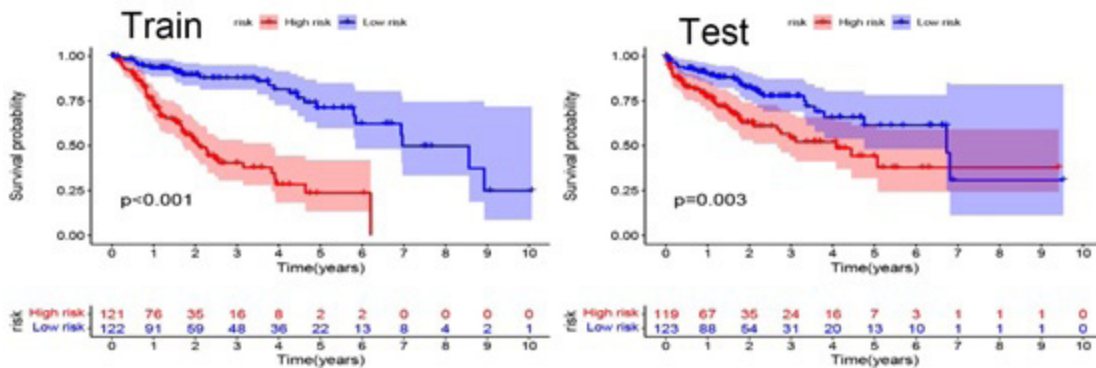 Train
risk High risk Low risk
Survival probability
1.00
0.75
0.50
0.25
0.00
p<0.001
0 1 2 3 4 5 6 7 8 9 10
Time(years)
risk
High risk 121 76 35 16 8 2 2 0 0 0 0
Low risk 122 91 59 48 36 22 13 8 4 2 1
0 1 2 3 4 5 6 7 8 9 10
Time(years)
Test
risk High risk Low risk
Survival probability
1.00
0.75
0.50
0.25
0.00
p=0.003
0 1 2 3 4 5 6 7 8 9 10
Time(years)
risk
High risk 119 67 35 24 16 7 3 1 1 1 0
Low risk 123 88 54 31 20 13 10 1 1 1 0
0 1 2 3 4 5 6 7 8 9 10
Time(years)